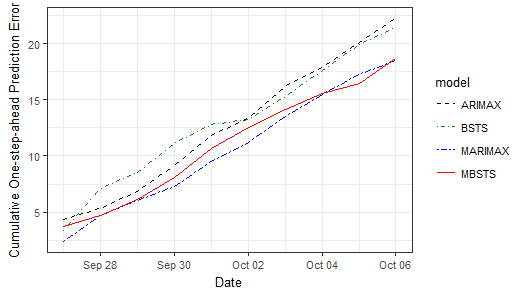 Cumulative One-step-ahead Prediction Error
20
15
10
5
Sep 28
Sep 30
Oct 02
Oct 04
Oct 06
Date
model
ARIMAX
BSTS
MARIMAX
MBSTS